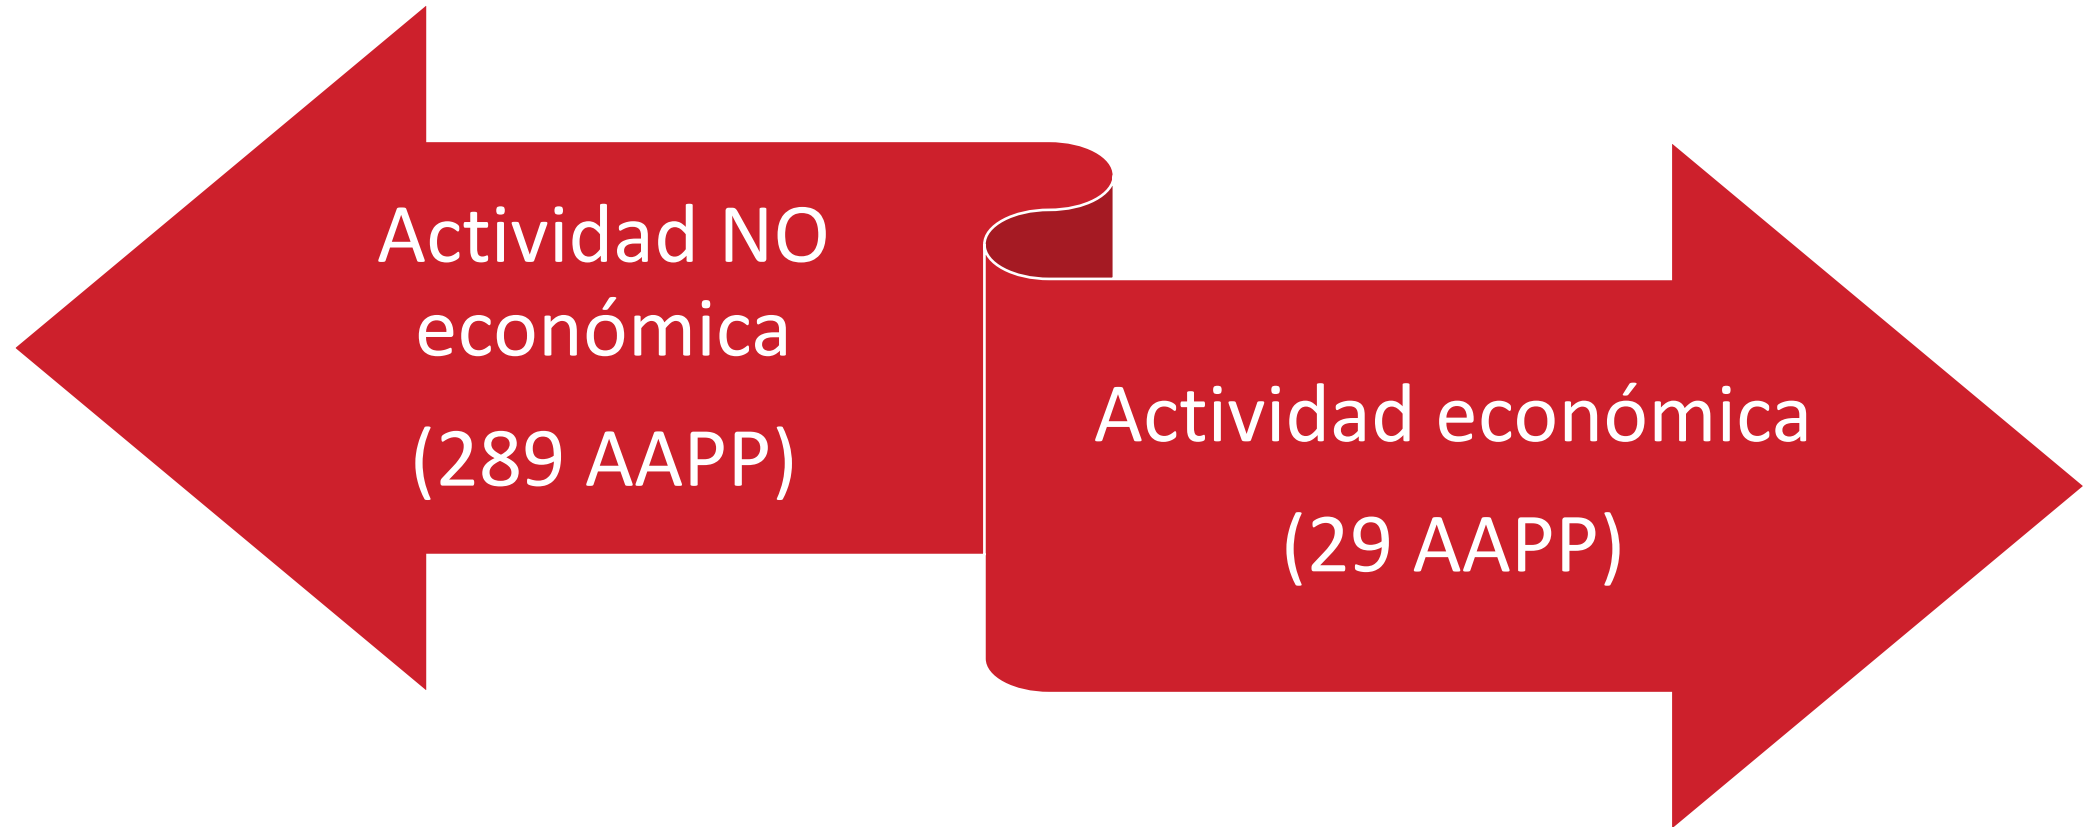 Actividad NO
económica
(289 AAPP)
Actividad económica
(29 AAPP)